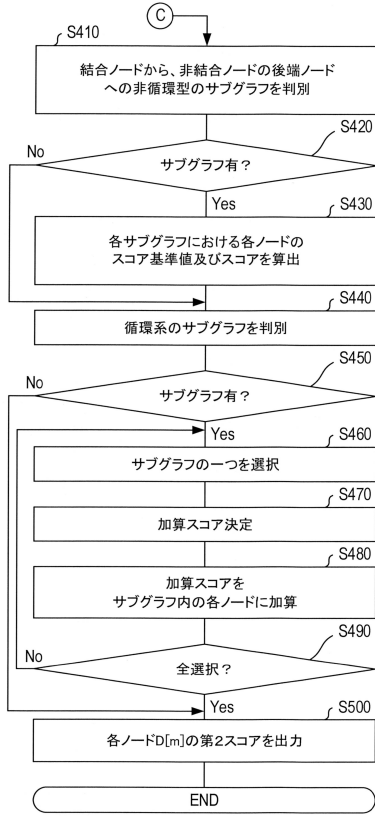 C
S410
結合ノードから、非結合ノードの後端ノード
への非循環型のサブグラフを判別
S420
サブグラフ有？
No
Yes
S430
各サブグラフにおける各ノードの
スコア基準値及びスコアを算出
S440
循環系のサブグラフを判別
S450
サブグラフ有？
No
Yes
S460
サブグラフの一つを選択
S470
加算スコア決定
S480
加算スコアを
サブグラフ内の各ノードに加算
S490
全選択？
No
Yes
S500
各ノードD[m]の第2スコアを出力
END